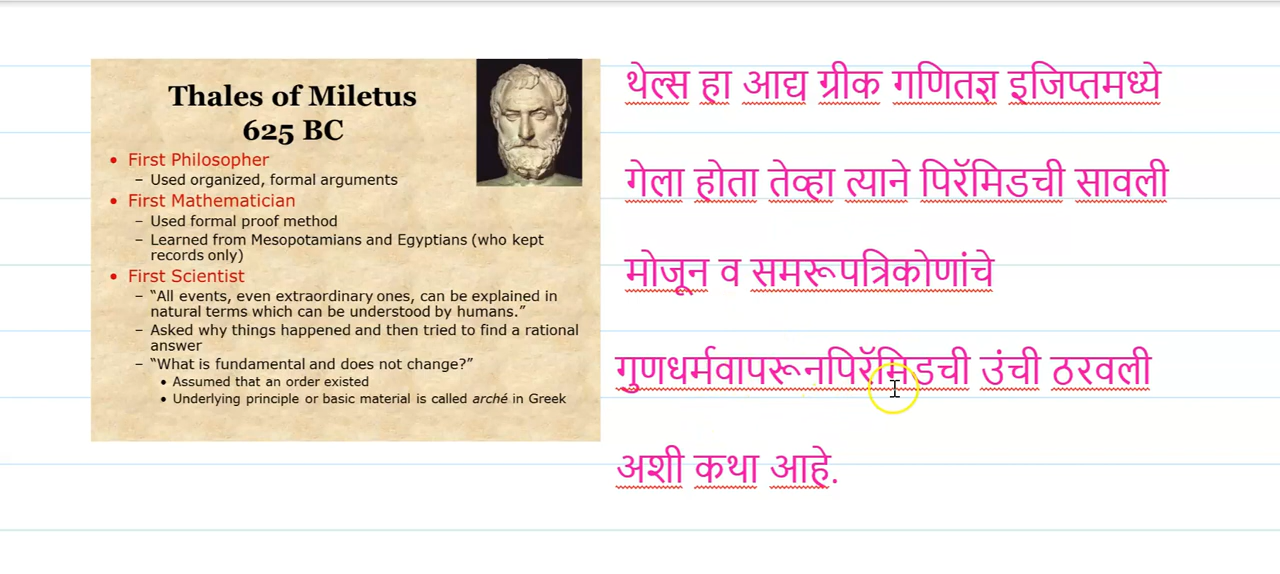 Thales of Miletus
625 BC
• First Philosopher
– Used organized, formal arguments
• First Mathematician
– Used formal proof method
– Learned from Mesopotamians and Egyptians (who kept
records only)
• First Scientist
– “All events, even extraordinary ones, can be explained in
natural terms which can be understood by humans.”
– Asked why things happened and then tried to find a rational
answer
– “What is fundamental and does not change?”
• Assumed that an order existed
• Underlying principle or basic material is called arché in Greek
थेल्स हा आद्य ग्रीक गणितज्ञ इजिप्तमध्ये
गेला होता तेव्हा त्याने पिरॅमिडची सावली
मोजून व समरूपत्रिकोणांचे
गुणधर्मवापरूनपिरॅमिडची उंची ठरवली
अशी कथा आहे.